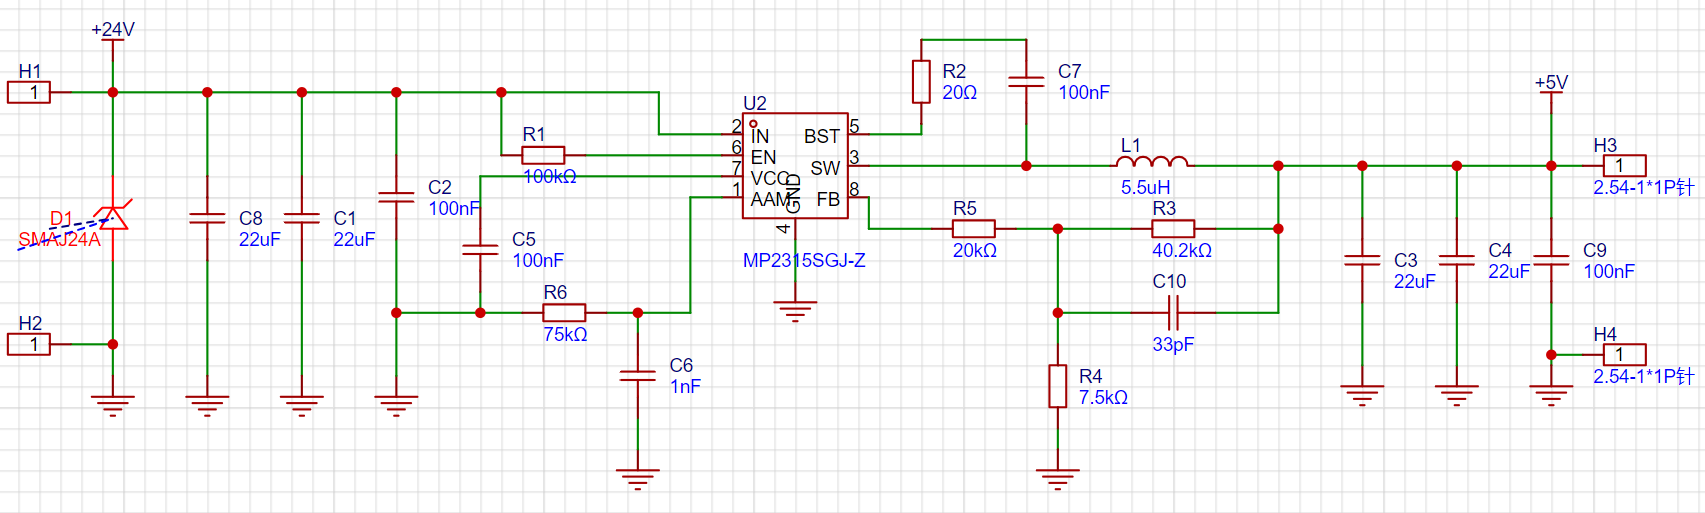 +24V
H1
1
D1
SMAJ24A
H2
1
C8
22uF
C1
22uF
C2
100nF
R1
100kΩ
C5
100nF
R6
75kΩ
C6
1nF
U2
2
IN
6
EN
7
VCC
1
AAM
GND
4
BST
5
SW
3
FB
8
MP2315SGJ-Z
R2
20Ω
C7
100nF
L1
5.5uH
R5
20kΩ
R3
40.2kΩ
C10
33pF
R4
7.5kΩ
C3
22uF
C4
22uF
C9
100nF
+5V
H3
1
2.54-1*1P针
H4
1
2.54-1*1P针